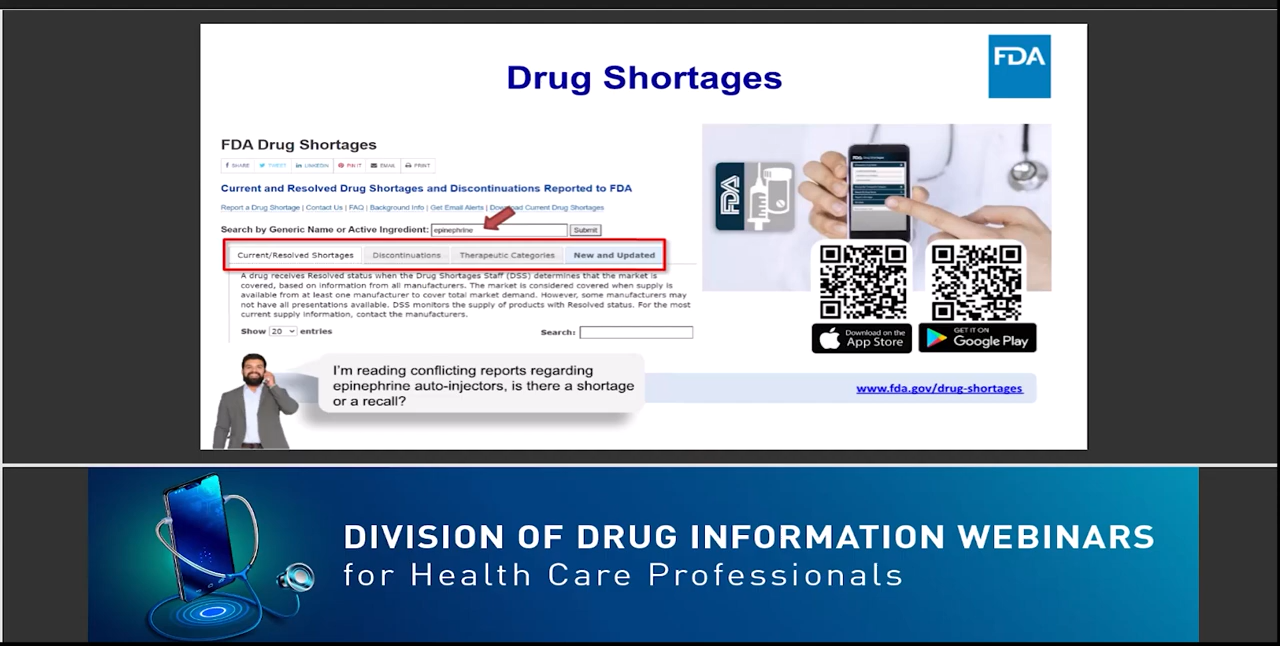 FDA
Drug Shortages
FDA Drug Shortages
SHARE TWEET LINKEDIN PIN IT EMAIL PRINT
Current and Resolved Drug Shortages and Discontinuations Reported to FDA
Report a Drug Shortage | Contact Us | FAQ | Background Info | Get Email Alerts | Download Current Drug Shortages
Search by Generic Name or Active Ingredient: epinephrine Submit
Current/Resolved Shortages Discontinuations Therapeutic Categories New and Updated
A drug receives Resolved status when the Drug Shortages Staff (DSS) determines that the market is
covered, based on information from all manufacturers. The market is considered covered when supply is
available from at least one manufacturer to cover total market demand. However, some manufacturers may
not have all presentations available. DSS monitors the supply of products with Resolved status. For the most
current supply information, contact the manufacturers.
Show 20 entries Search:
FDA
Download on the
App Store
GET IT ON
Google Play
I'm reading conflicting reports regarding
epinephrine auto-injectors, is there a shortage
or a recall?
www.fda.gov/drug-shortages
DIVISION OF DRUG INFORMATION WEBINARS
for Health Care Professionals